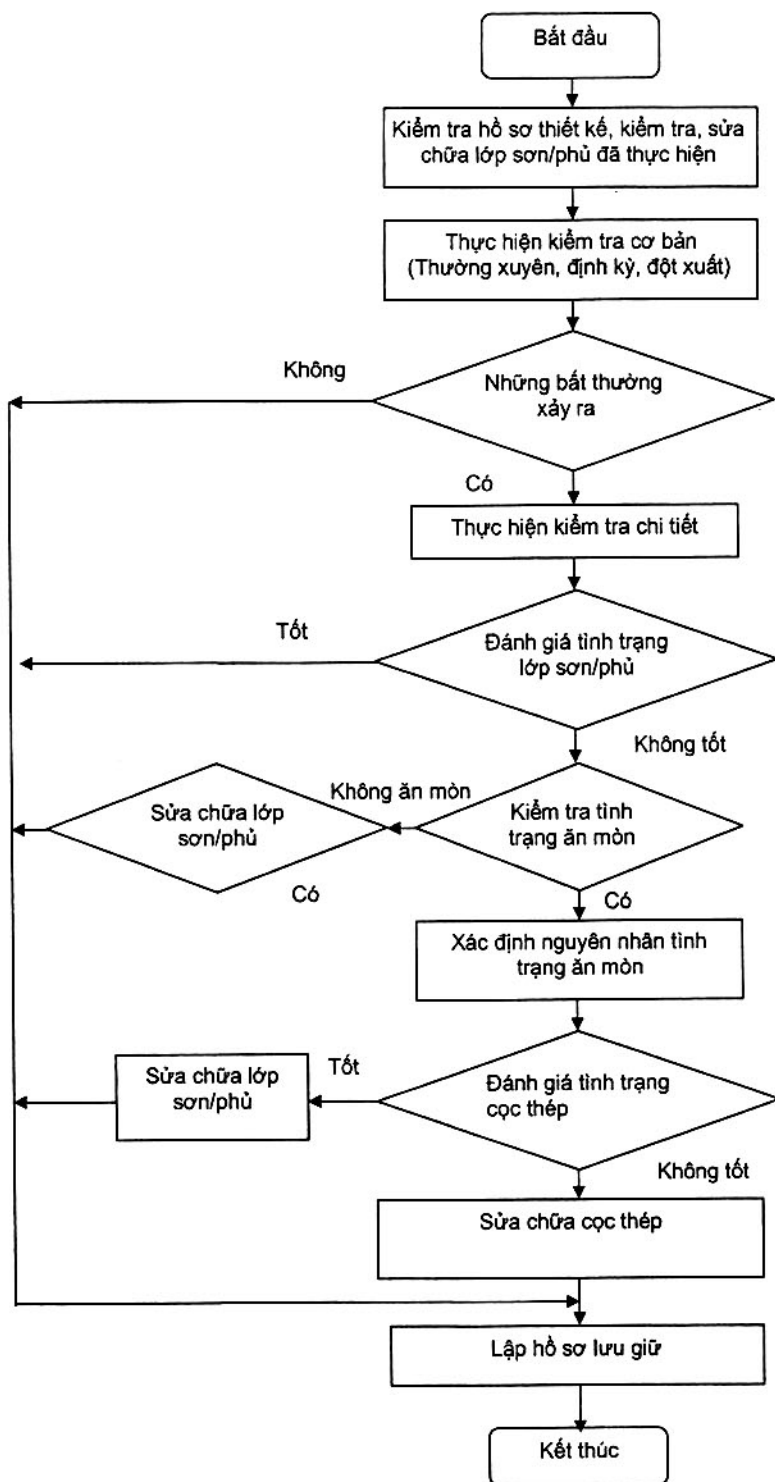 Bắt đầu
Kiểm tra hồ sơ thiết kế, kiểm tra, sửa
chữa lớp sơn/phủ đã thực hiện
Thực hiện kiểm tra cơ bản
(Thường xuyên, định kỳ, đột xuất)
Không
Những bất thường
xảy ra
Có
Thực hiện kiểm tra chi tiết
Tốt
Đánh giá tình trạng
lớp sơn/phủ
Không tốt
Sửa chữa lớp
sơn/phủ
Không ăn mòn
Kiểm tra tình
trạng ăn mòn
Có
Có
Xác định nguyên nhân tình
trạng ăn mòn
Sửa chữa lớp
sơn/phủ
Tốt
Đánh giá tình trạng
cọc thép
Không tốt
Sửa chữa cọc thép
Lập hồ sơ lưu giữ
Kết thúc